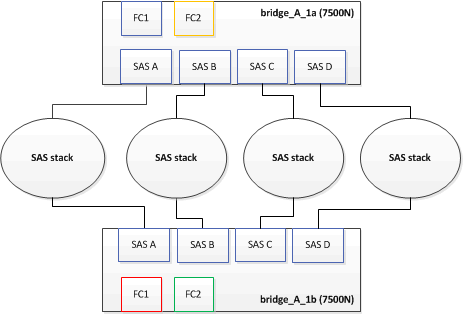 FC1 FC2 bridge_A_1a (7500N)
SAS A SAS B SAS C SAS D
SAS stack SAS stack SAS stack SAS stack
SAS A SAS B SAS C SAS D
FC1 FC2 bridge_A_1b (7500N)